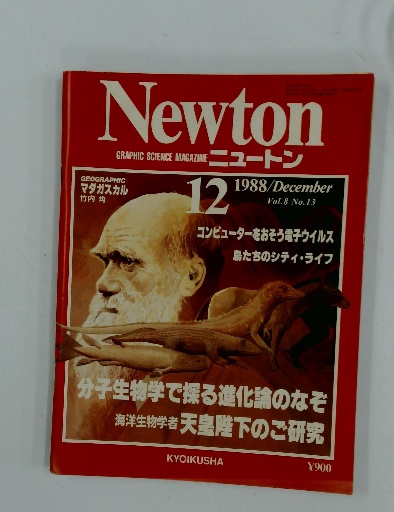 Newton
GRAPHIC SCIENCE MAGAZINE ニュートン
GEOGRAPHIC
マダガスカル
竹内 均
12 1988/December
Vol.8 No.13
コンピューターをおそう電子ウイルス
鳥たちのシティ・ライフ
分子生物学で探る進化論のなぞ
海洋生物学者 天皇陛下のご研究
KYOIKUSHA
¥900